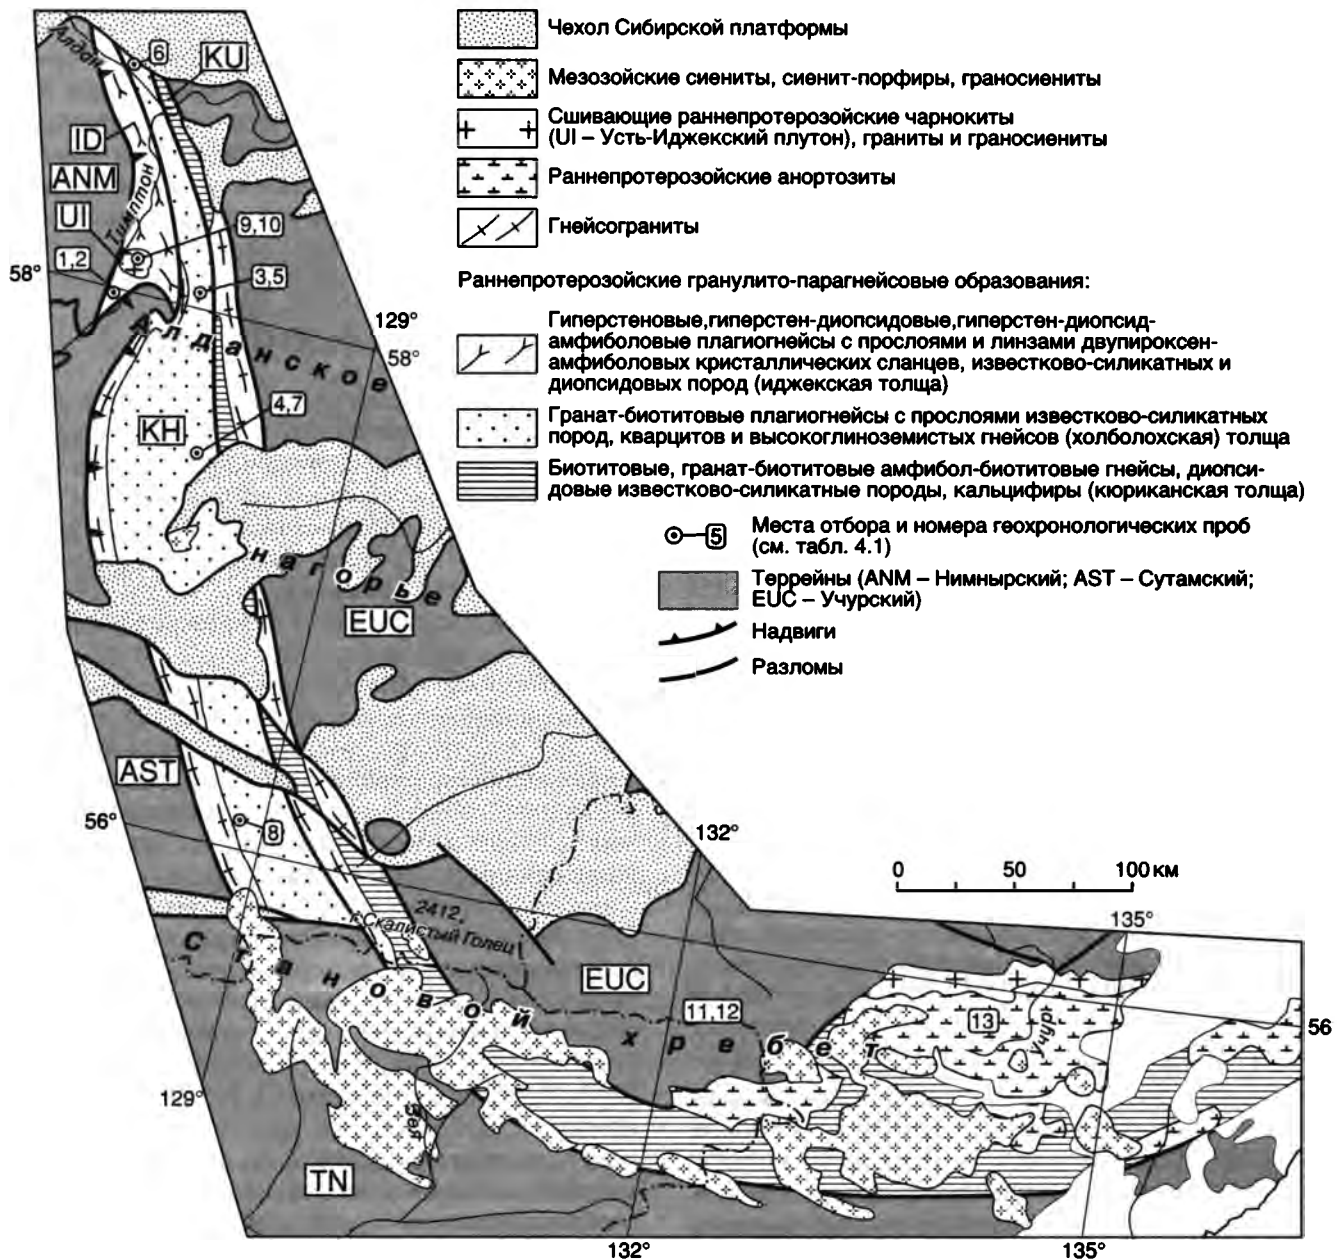 Чехол Сибирской платформы
Мезозойские сиениты, сиенит-порфиры, граносиениты
Сшивающие раннепротерозойские чарнокиты
(UI – Усть-Иджекский плутон), граниты и граносиениты
Раннепротерозойские анортозиты
Гнейсограниты
Раннепротерозойские гранулито-парагнейсовые образования:
Гиперстеновые,гиперстен-диопсидовые,гиперстен-диопсид-
амфиболовые плагиогнейсы с прослоями и линзами двупироксен-
амфиболовых кристаллических сланцев, известково-силикатных и
диопсидовых пород (иджекская толща)
Гранат-биотитовые плагиогнейсы с прослоями известково-силикатных
пород, кварцитов и высокоглиноземистых гнейсов (холболохская) толща
Биотитовые, гранат-биотитовые амфибол-биотитовые гнейсы, диопси-
довые известково-силикатные породы, кальцифиры (кюриканская толща)
5
Места отбора и номера геохронологических проб
(см. табл. 4.1)
Террейны (ANM – Нимнырский; AST – Сутамский;
EUC – Учурский)
Надвиги
Разломы
Алдан
6
KU
ID
ANM
UI
Тимптон
9,10
1,2
3,5
58°
129°
58°
Алданское
4,7
KH
нагорье
EUC
AST
56°
8
132°
0 50 100 км
2412,
г.Скалистый Голец
135°
Становой
EUC
11,12
13
Учур
56
хребет
129°
Зея
TN
132°
135°